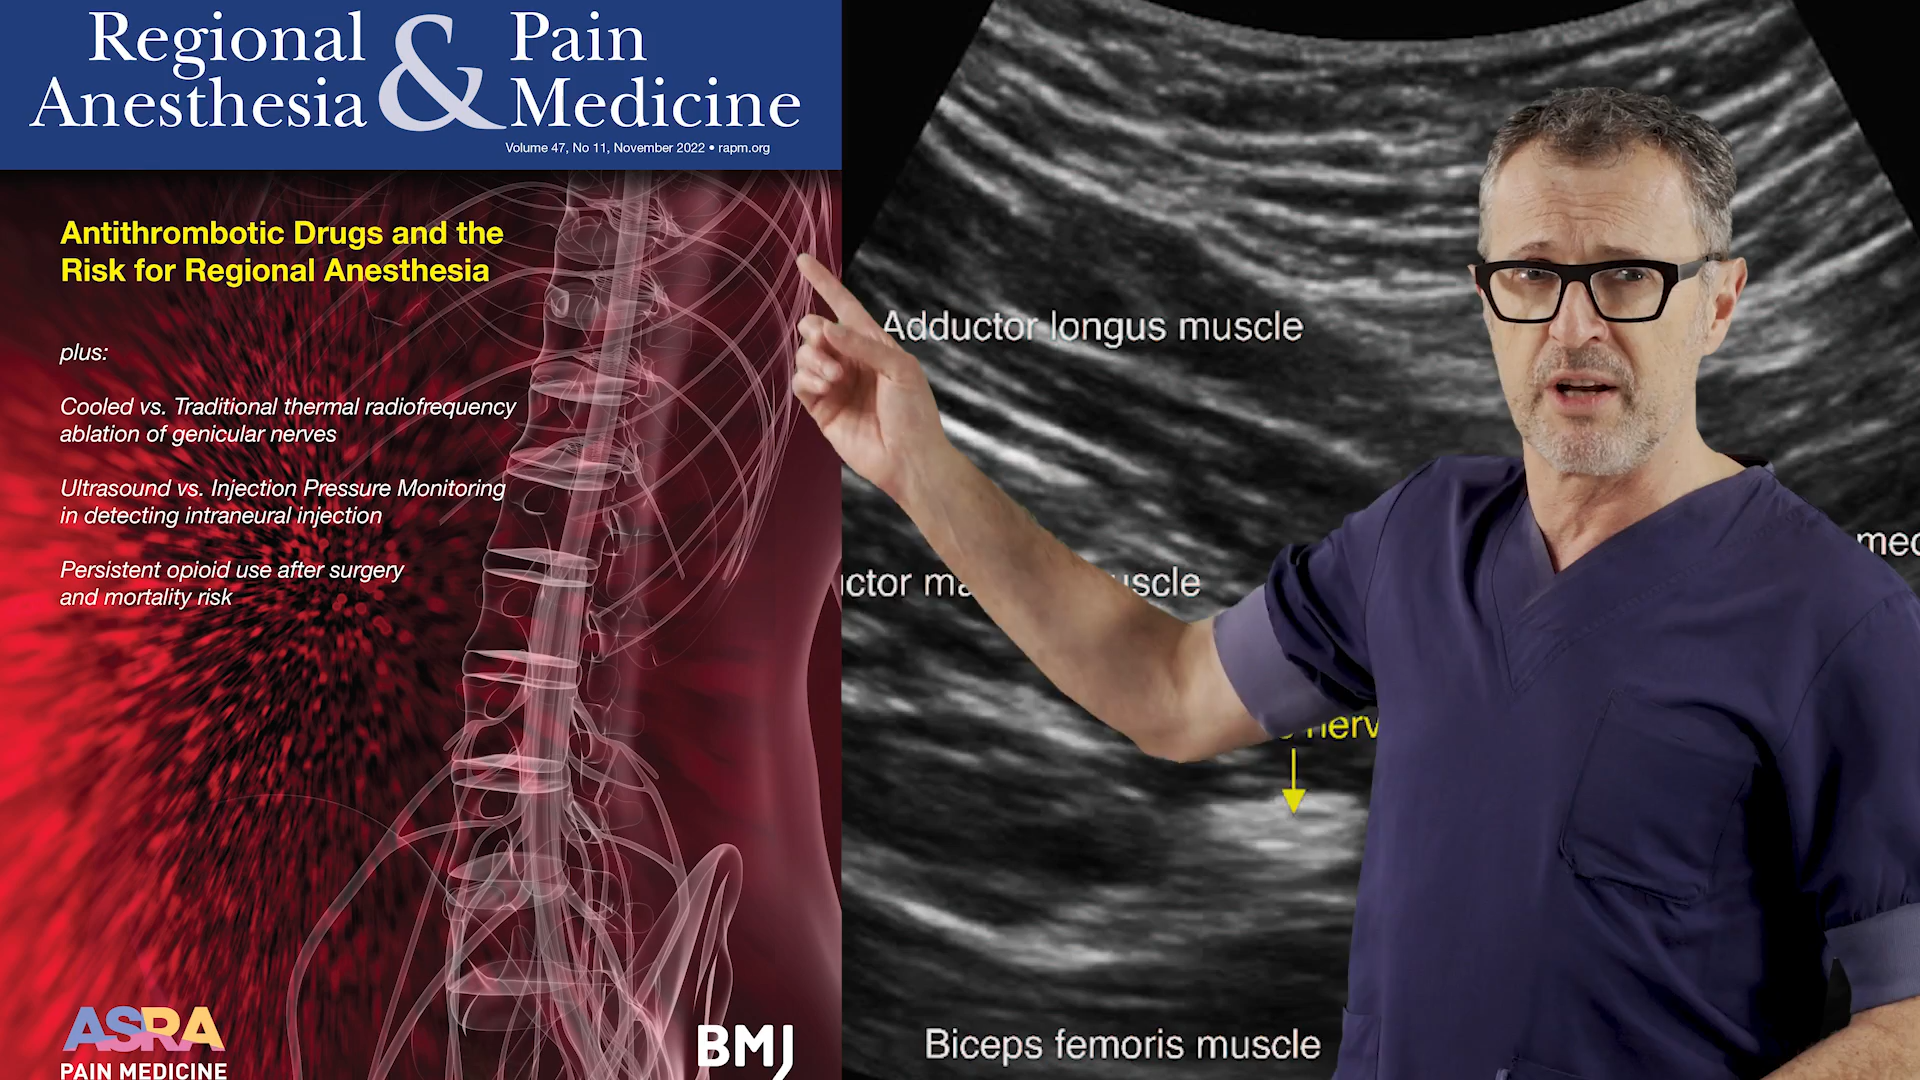 Regional & Pain
Anesthesia Medicine
Volume 47, No 11, November 2022 • rapm.org
Antithrombotic Drugs and the
Risk for Regional Anesthesia
plus:
Cooled vs. Traditional thermal radiofrequency
ablation of genicular nerves
Ultrasound vs. Injection Pressure Monitoring
in detecting intraneural injection
Persistent opioid use after surgery
and mortality risk
ASRA
PAIN MEDICINE
BMJ
Adductor longus muscle
Biceps femoris muscle